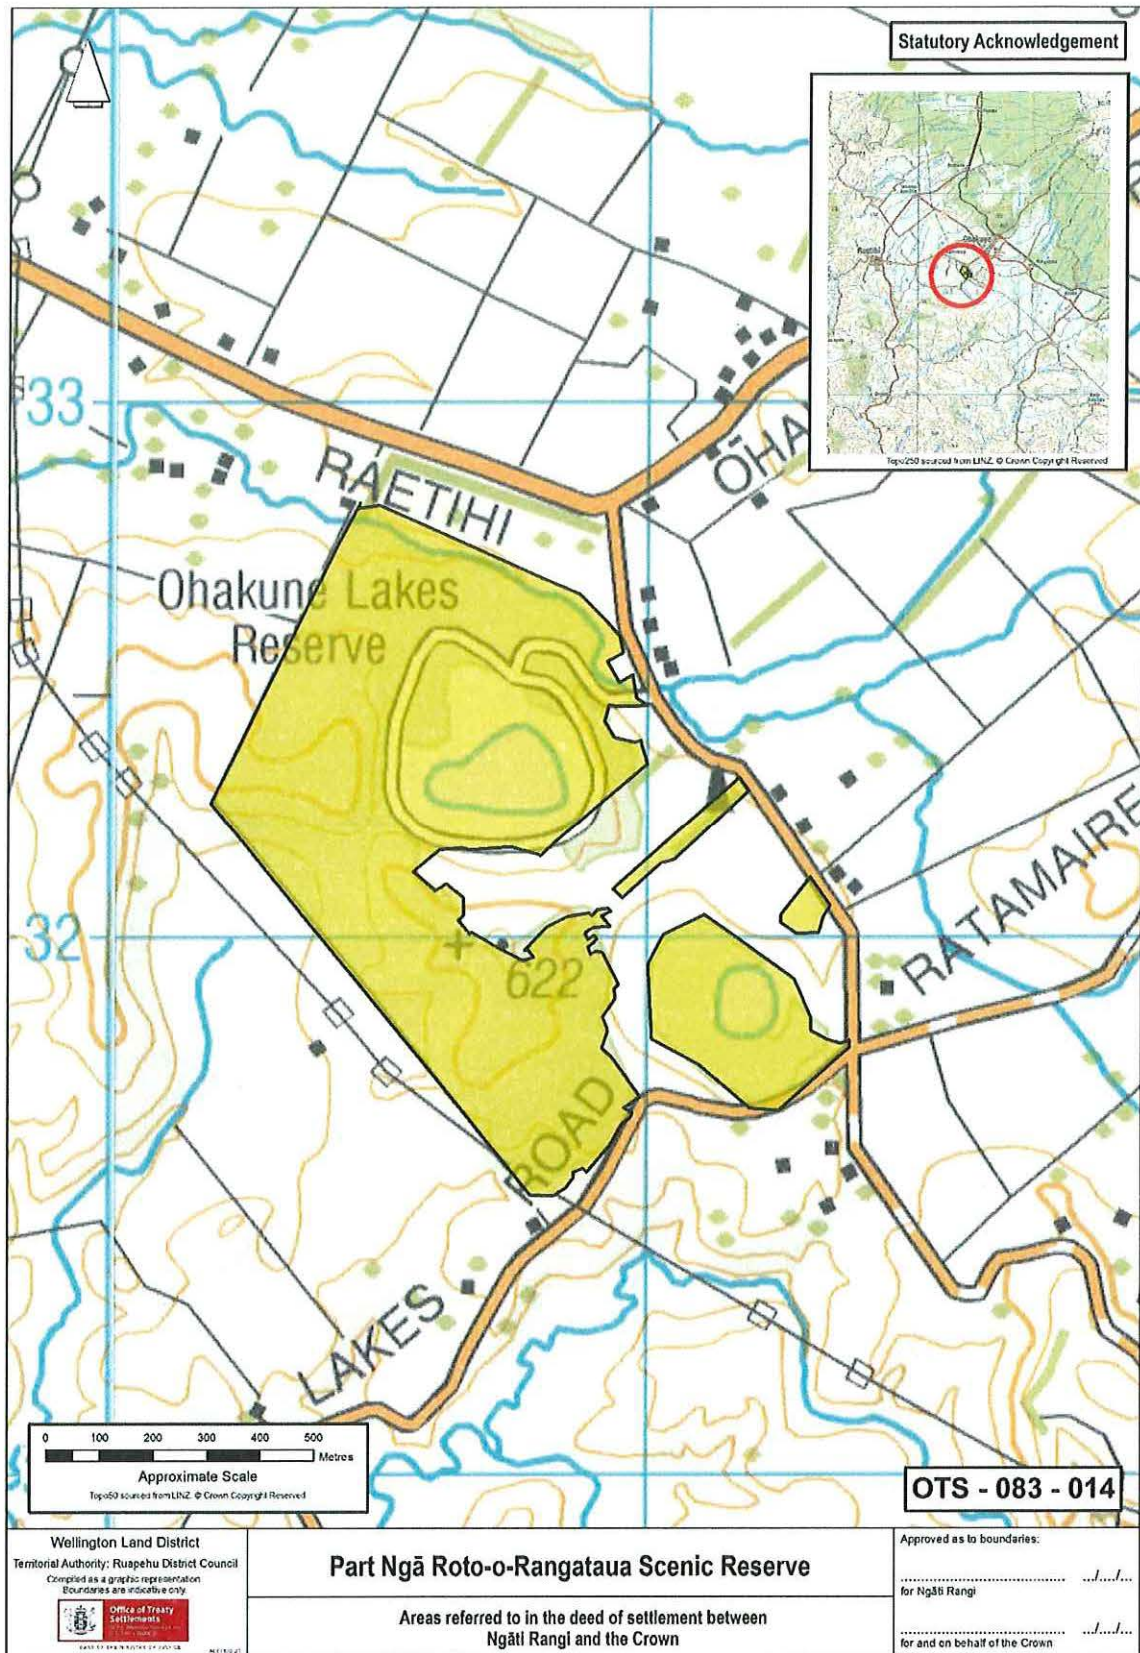 Statutory Acknowledgement
Raetihi
Ohakune
Topo250 sourced from LINZ. © Crown Copyright Reserved
33
RAETIHI
ŌHA
Ohakune Lakes
Reserve
RATAMAIRE
32
622
ROAD
LAKES
0 100 200 300 400 500
Metres
Approximate Scale
Topo50 sourced from LINZ. © Crown Copyright Reserved
OTS - 083 - 014
Wellington Land District
Territorial Authority: Ruapehu District Council
Compiled as a graphic representation
Boundaries are indicative only
Office of Treaty
Settlements
Part Ngā Roto-o-Rangataua Scenic Reserve
Areas referred to in the deed of settlement between
Ngāti Rangi and the Crown
Approved as to boundaries:
.................................... .../.../...
for Ngāti Rangi
.................................... .../.../...
for and on behalf of the Crown